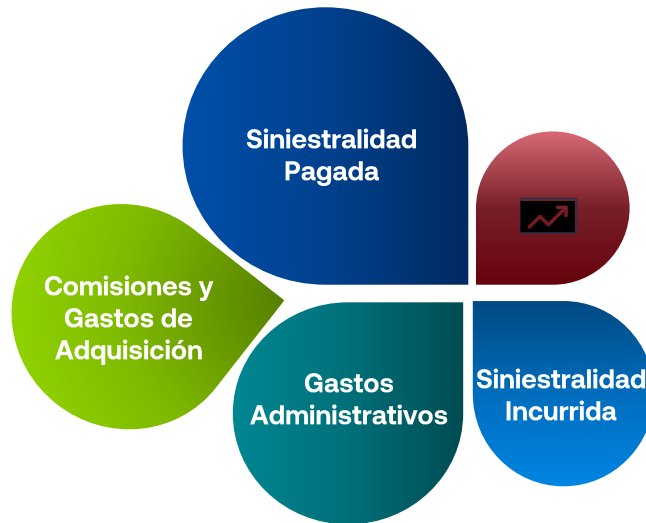 Siniestralidad
Pagada
Comisiones y
Gastos de
Adquisición
Gastos
Administrativos
Siniestralidad
Incurrida